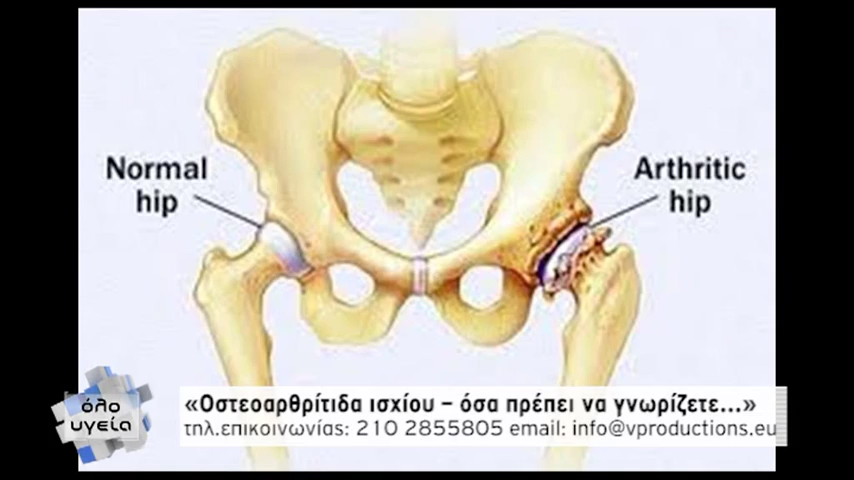 Normal
hip
Arthritic
hip
όλο
υγεία
«Οστεοαρθρίτιδα ισχίου – όσα πρέπει να γνωρίζετε...»
τηλ.επικοινωνίας: 210 2855805 email: info@vproductions.eu